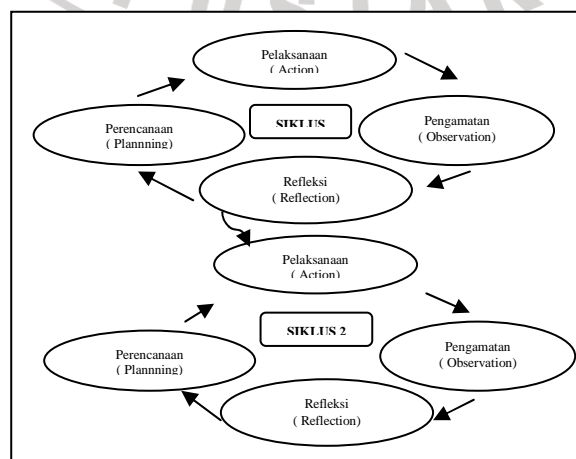 Pelaksanaan
( Action)
Perencanaan
( Plannning)
SIKLUS
Pengamatan
( Observation)
Refleksi
( Reflection)
Pelaksanaan
( Action)
SIKLUS 2
Perencanaan
( Plannning)
Pengamatan
( Observation)
Refleksi
( Reflection)